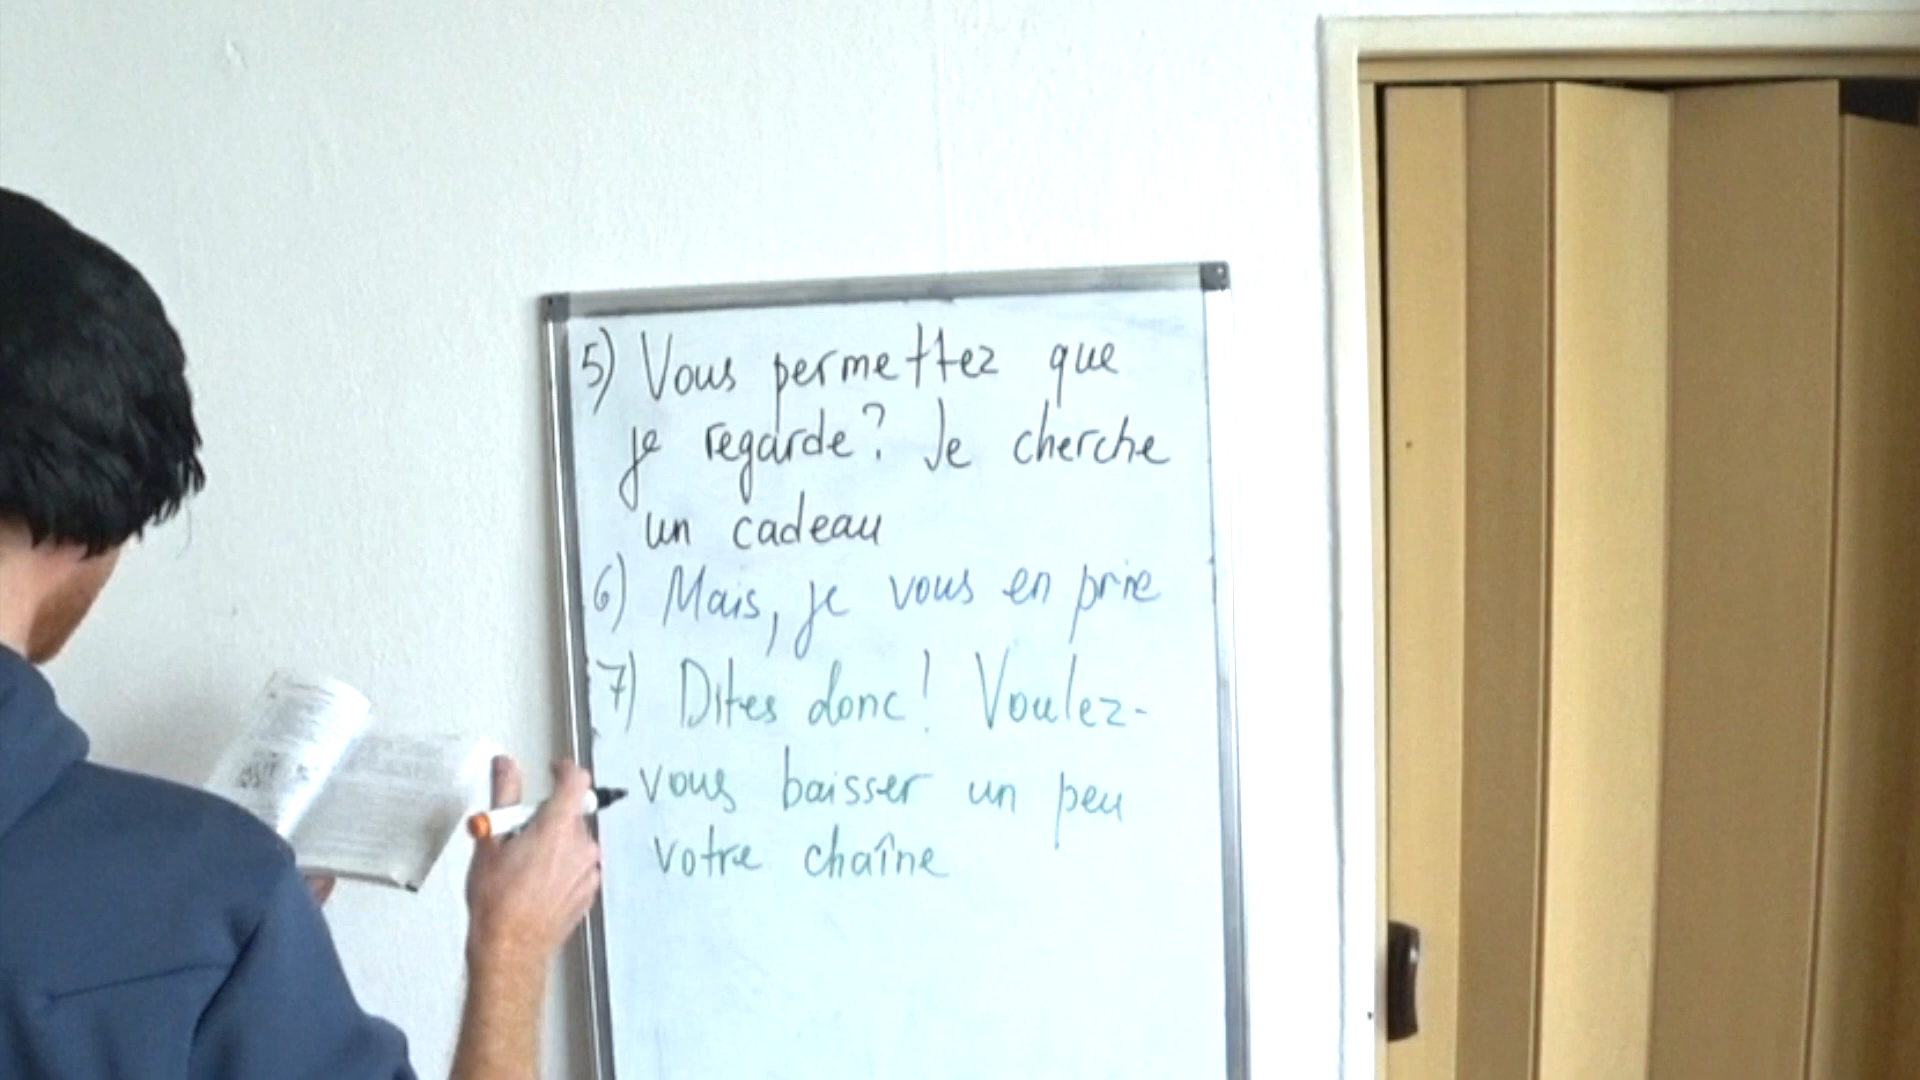 5) Vous permettez que
je regarde? Je cherche
un cadeau
6) Mais, je vous en prie
7) Dites donc! Voulez-
vous baisser un peu
votre chaîne